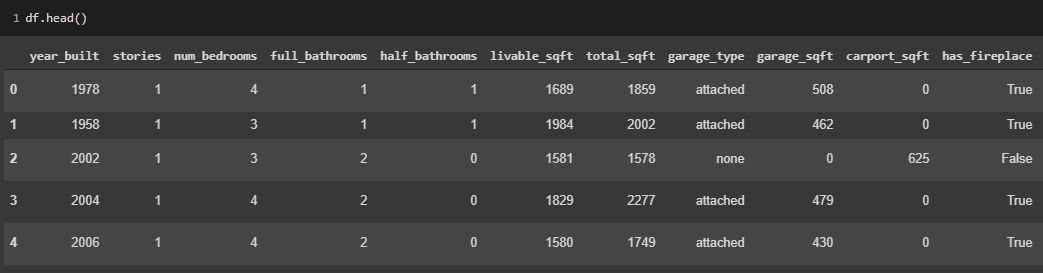 1 df.head()
year_built stories num_bedrooms full_bathrooms half_bathrooms livable_sqft total_sqft garage_type garage_sqft carport_sqft has_fireplace
0 1978 1 4 1 1 1689 1859 attached 508 0 True
1 1958 1 3 1 1 1984 2002 attached 462 0 True
2 2002 1 3 2 0 1581 1578 none 0 625 False
3 2004 1 4 2 0 1829 2277 attached 479 0 True
4 2006 1 4 2 0 1580 1749 attached 430 0 True